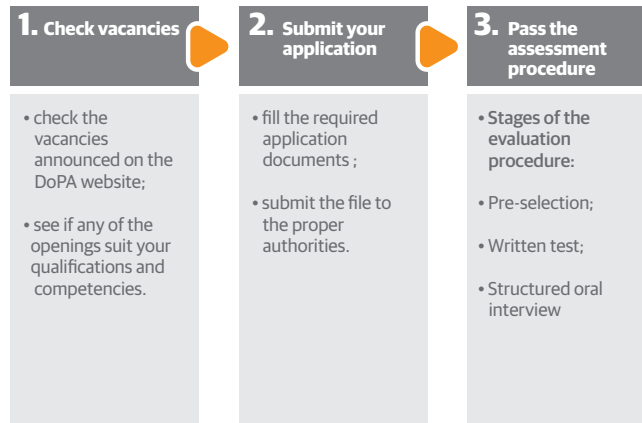 1. Check vacancies
• check the
vacancies
announced on the
DoPA website;
• see if any of the
openings suit your
qualifications and
competencies.
2. Submit your
application
• fill the required
application
documents ;
• submit the file to
the proper
authorities.
3. Pass the
assessment
procedure
• Stages of the
evaluation
procedure:
• Pre-selection;
• Written test;
• Structured oral
interview